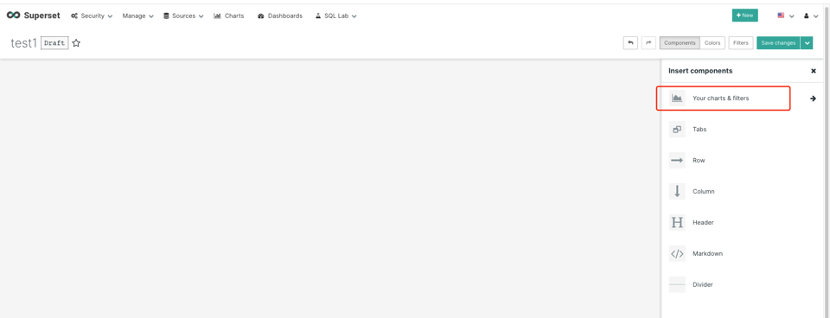 Superset Security Manage Sources Charts Dashboards SQL Lab + New
test1 Draft Components Colors Filters Save changes
Insert components
Your charts & filters
Tabs
Row
Column
H Header
</> Markdown
Divider